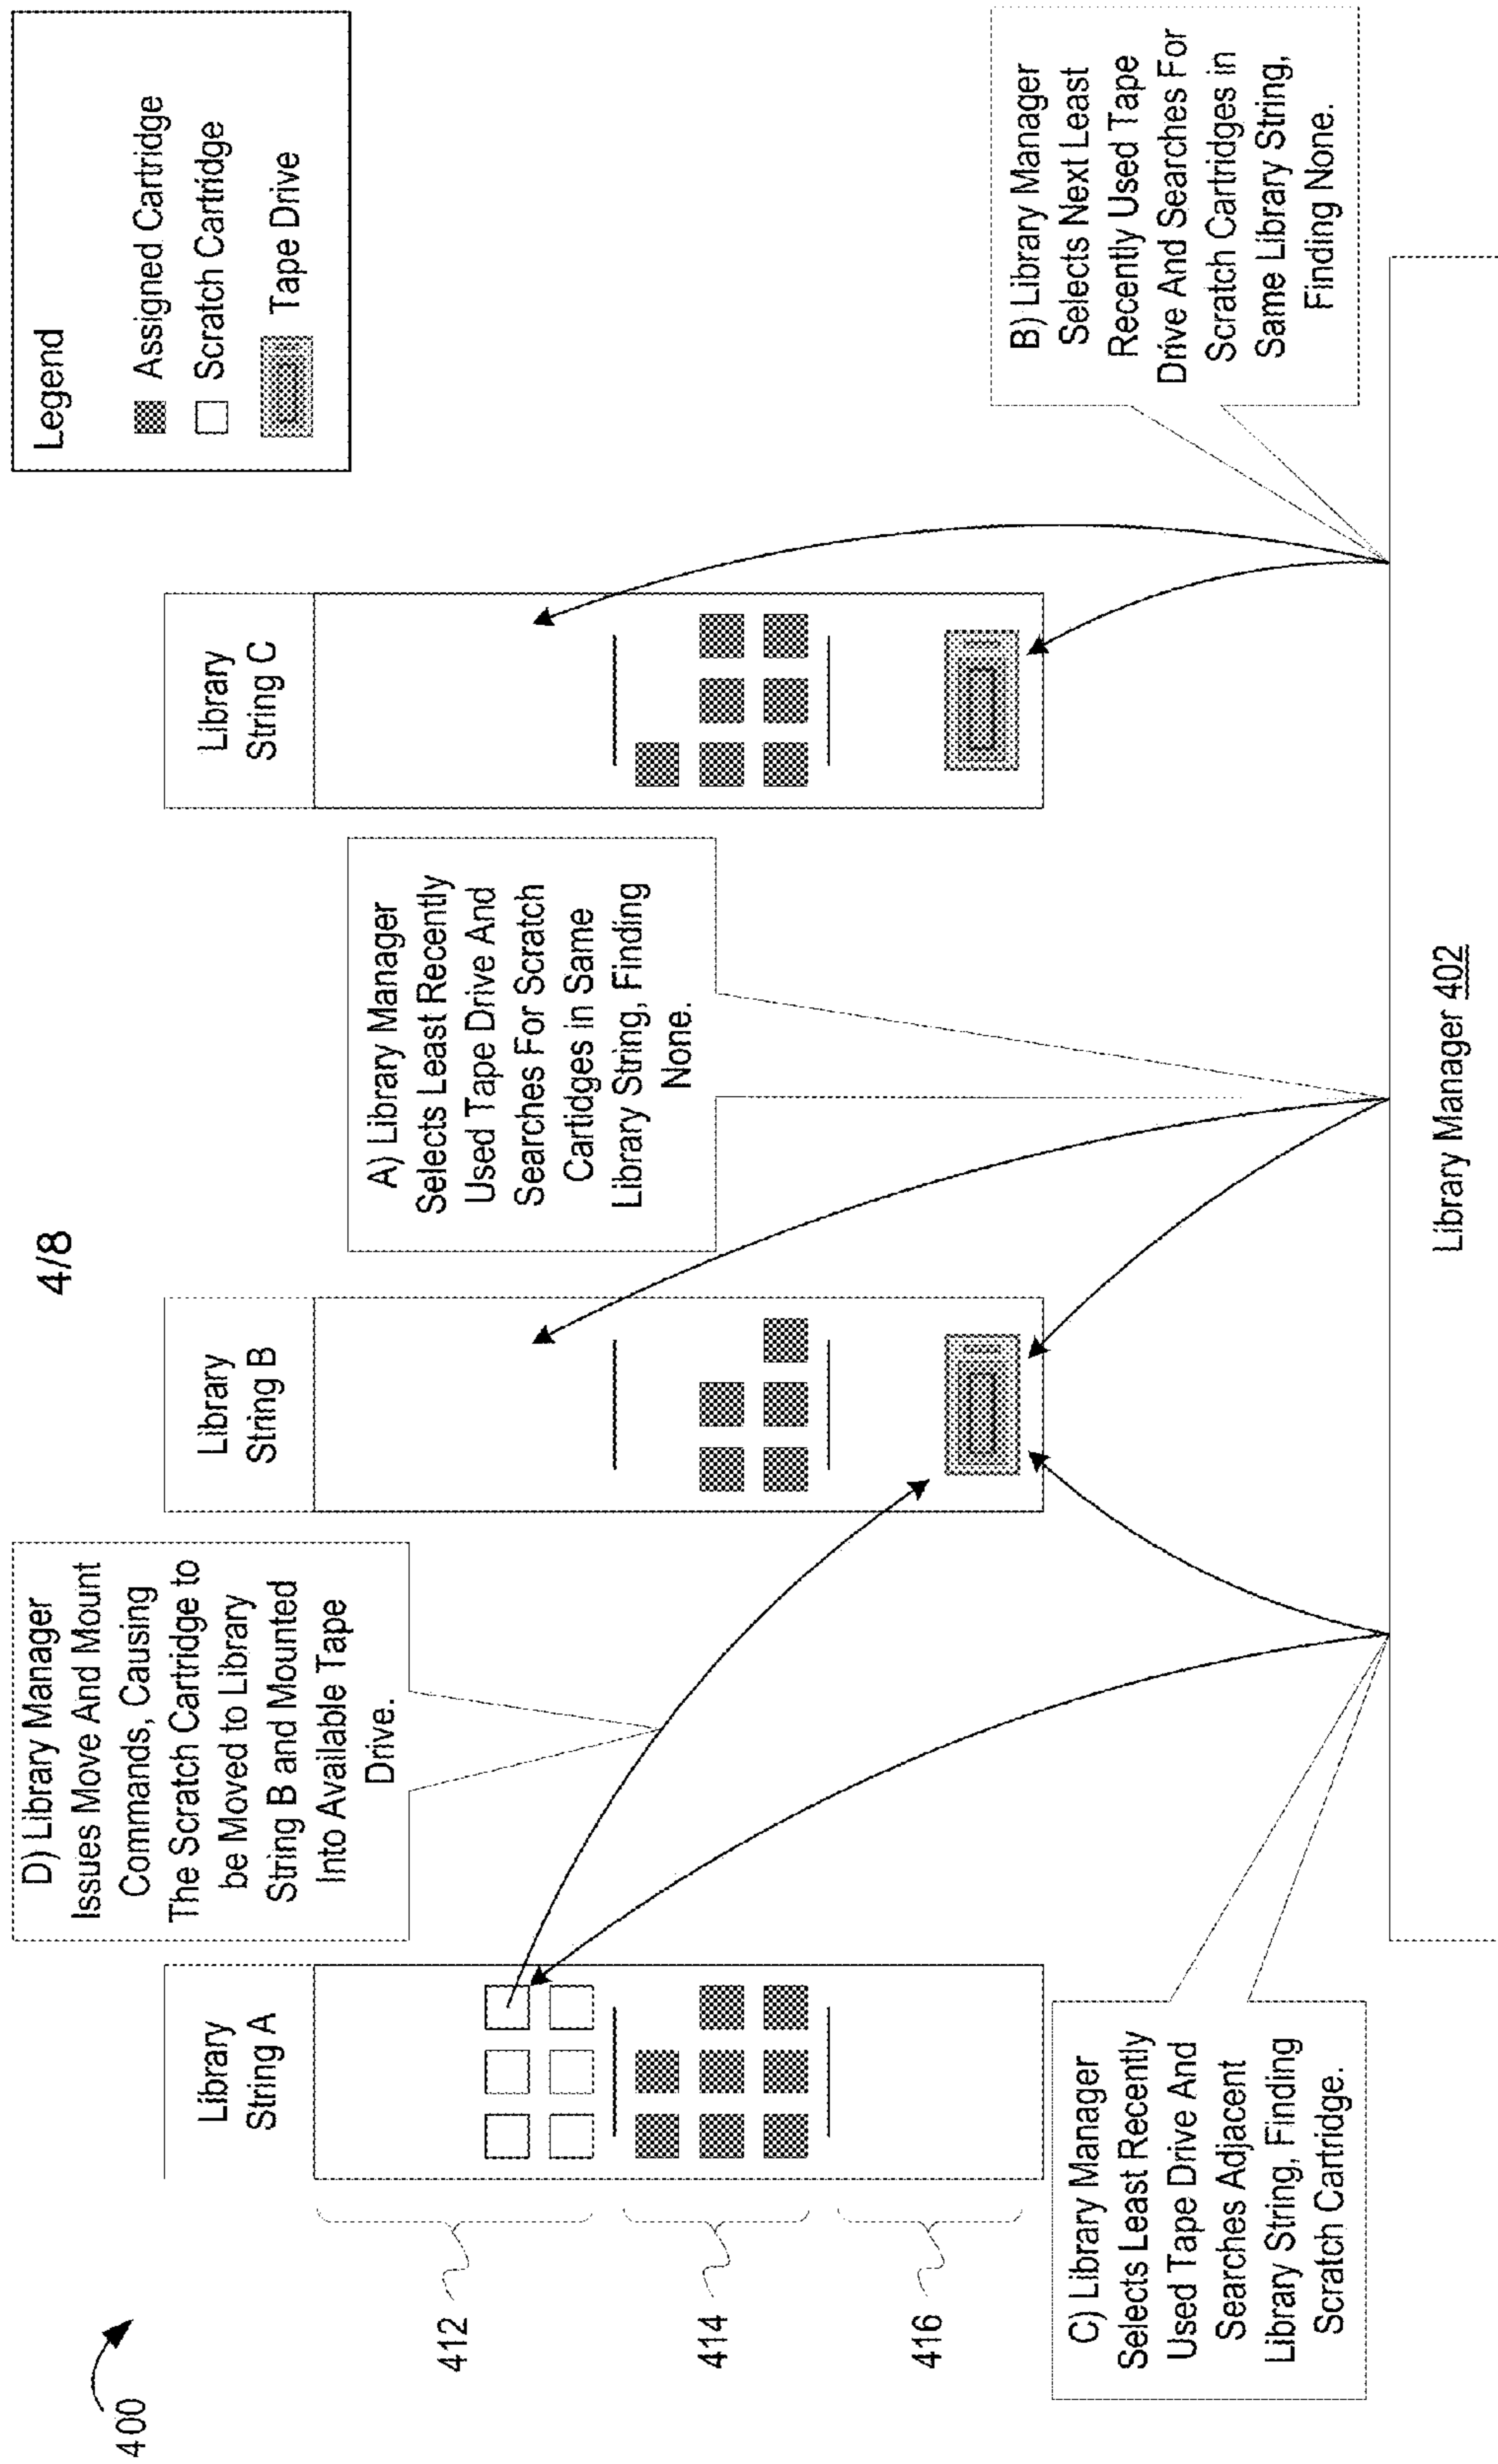 4/8
400
Legend
Assigned Cartridge
Scratch Cartridge
Tape Drive
D) Library Manager
Issues Move And Mount
Commands, Causing
The Scratch Cartridge to
be Moved to Library
String B and Mounted
Into Available Tape
Drive.
Library
String A
Library
String B
Library
String C
412
414
416
A) Library Manager
Selects Least Recently
Used Tape Drive And
Searches For Scratch
Cartidges in Same
Library String, Finding
None.
B) Library Manager
Selects Next Least
Recently Used Tape
Drive And Searches For
Scratch Cartridges in
Same Library String,
Finding None.
C) Library Manager
Selects Least Recently
Used Tape Drive And
Searches Adjacent
Library String, Finding
Scratch Cartridge.
Library Manager 402